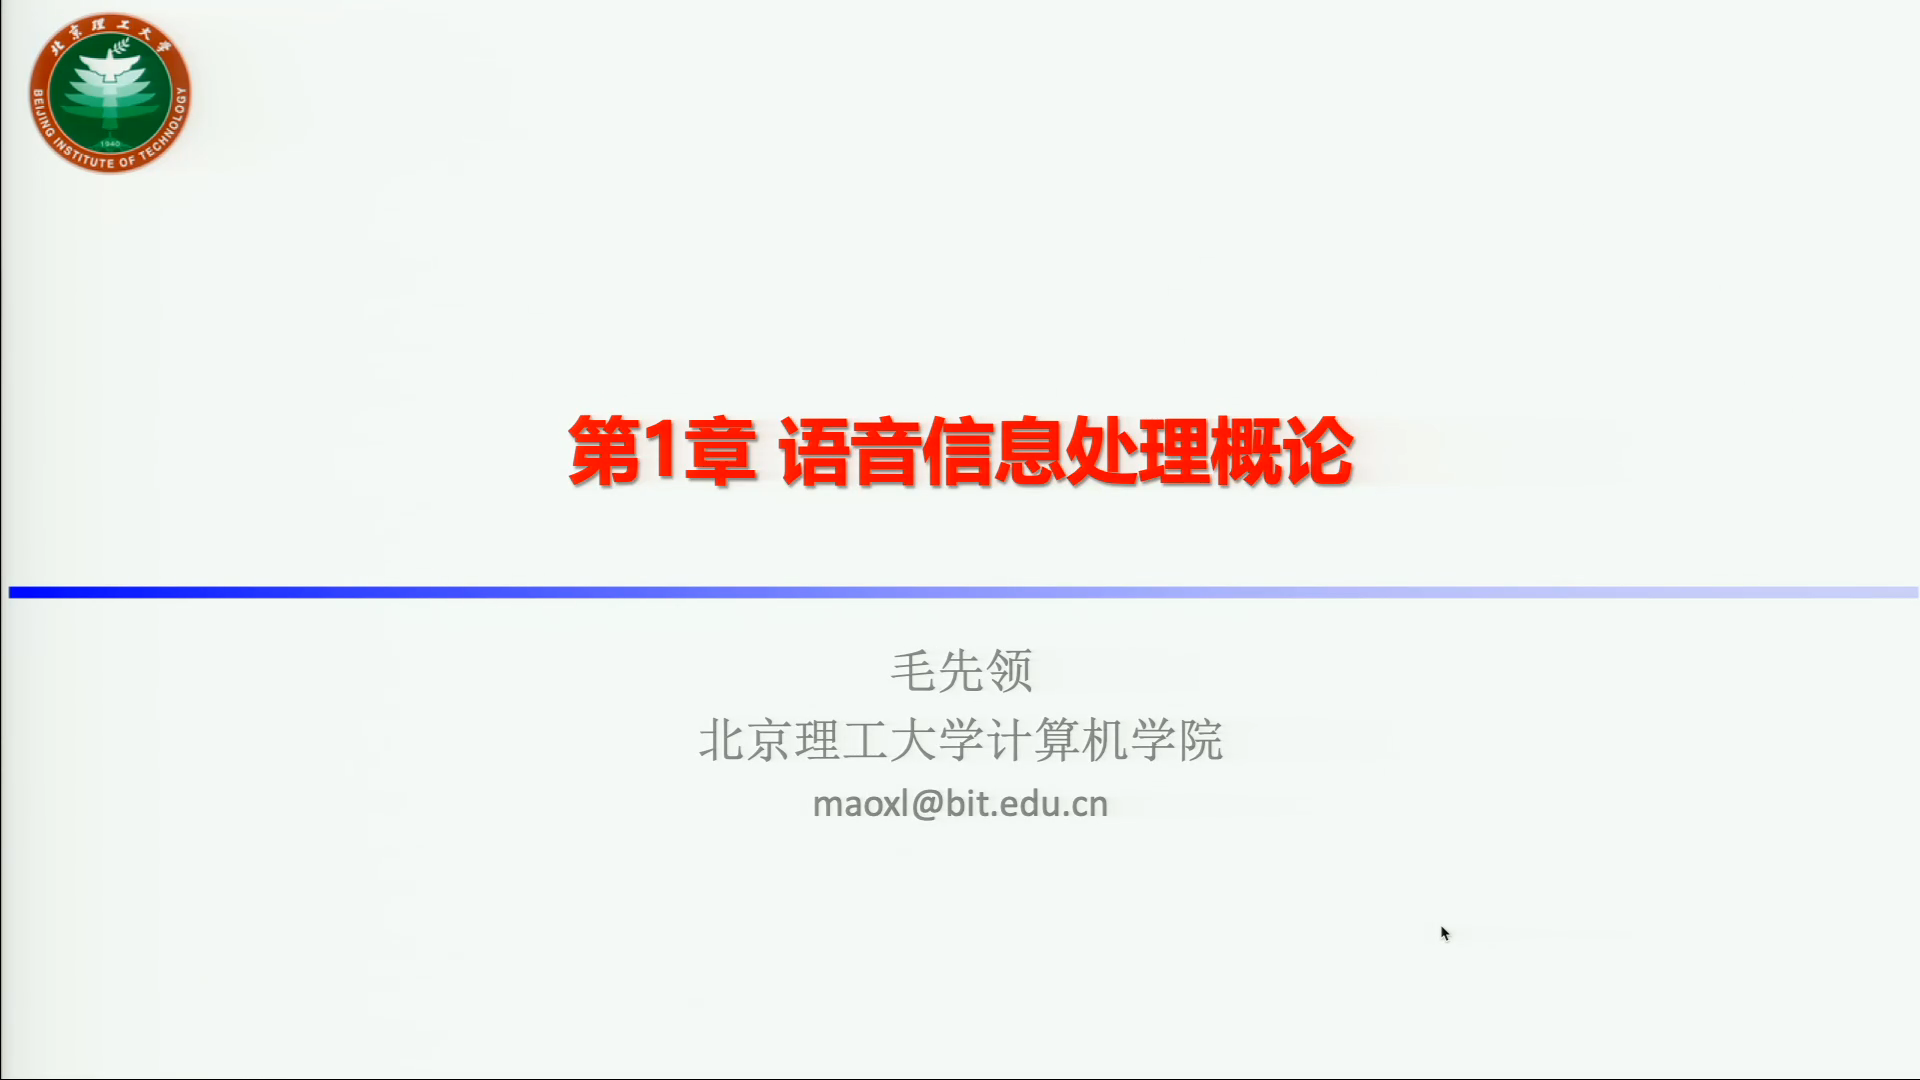 北京理工大学
BEIJING INSTITUTE OF TECHNOLOGY
1940
第1章 语音信息处理概论
毛先领
北京理工大学计算机学院
maoxl@bit.edu.cn